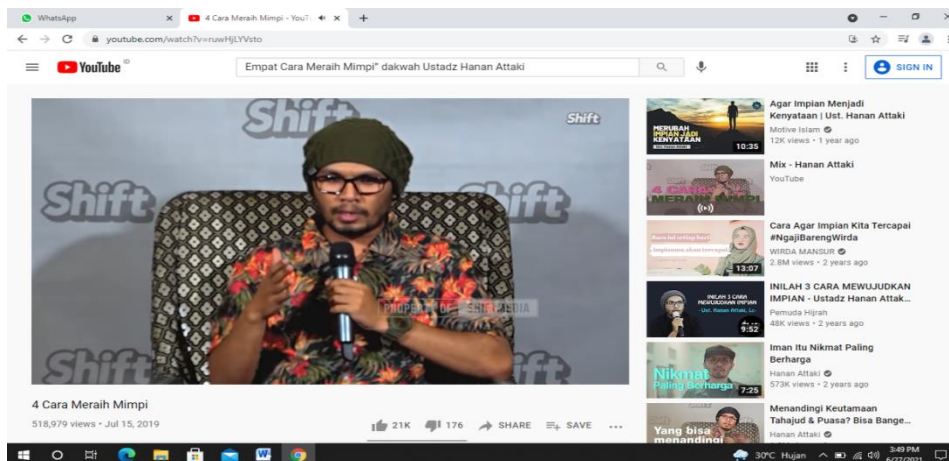 WhatsApp
4 Cara Meraih Mimpi - YouT
youtube.com/watch?v=ruwHjLYVsto
YouTube ID
Empat Cara Meraih Mimpi" dakwah Ustadz Hanan Attaki
SIGN IN
Shift
Shift
Shift
Shift
Shift
Shift
PROPERTY OF SHIFTMEDIA
4 Cara Meraih Mimpi
518,979 views • Jul 15, 2019
21K
176
SHARE
SAVE
MERUBAH
IMPIAN JADI
KENYATAAN
10:35
Agar Impian Menjadi
Kenyataan | Ust. Hanan Attaki
Motive Islam
12K views • 1 year ago
4 CARA
MERAIH MIMPI
Mix - Hanan Attaki
YouTube
13:07
Cara Agar Impian Kita Tercapai
#NgajiBarengWirda
WIRDA MANSUR
2.8M views • 2 years ago
INILAH 3 CARA
MEWUJUDKAN IMPIAN
9:52
INILAH 3 CARA MEWUJUDKAN
IMPIAN - Ustadz Hanan Attak...
Pemuda Hijrah
48K views • 2 years ago
Nikmat
Paling Berharga
7:25
Iman Itu Nikmat Paling
Berharga
Hanan Attaki
573K views • 2 years ago
Yang bisa
menandingi
Menandingi Keutamaan
Tahajud & Puasa? Bisa Bange...
Hanan Attaki
30°C Hujan
3:49 PM
6/27/2021